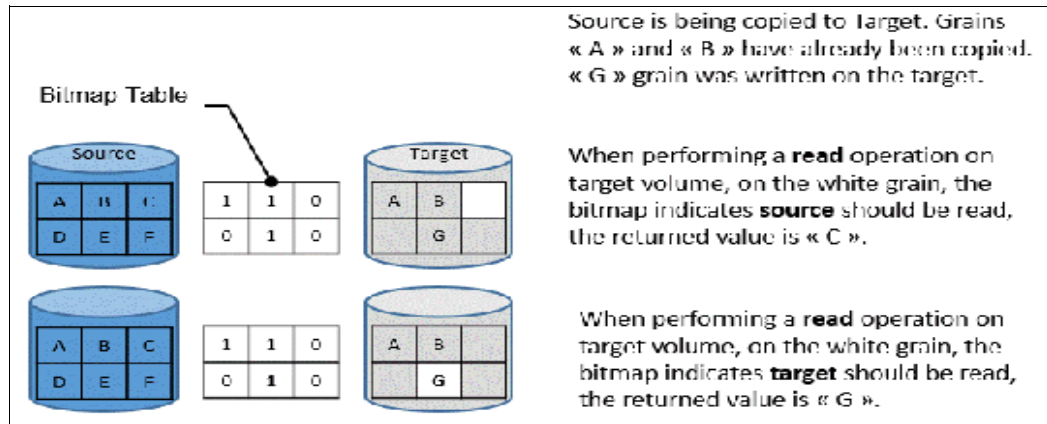 Source is being copied to Target. Grains
« A » and « B » have already been copied.
« G » grain was written on the target.
Bitmap Table
Source
Target
A B C
1 1 0
A B
D E F
0 1 0
G
When performing a read operation on
target volume, on the white grain, the
bitmap indicates source should be read,
the returned value is « C ».
A B C
1 1 0
A B
D E F
0 1 0
G
When performing a read operation on
target volume, on the white grain, the
bitmap indicates target should be read,
the returned value is « G ».